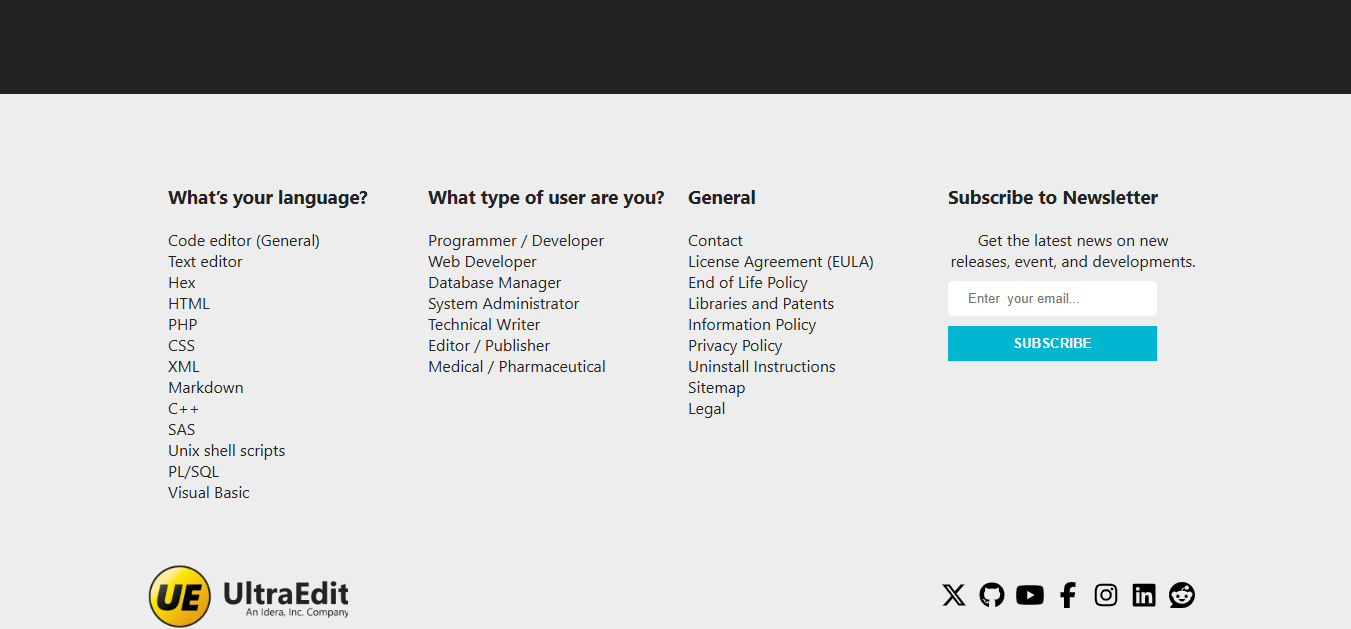 What’s your language?
Code editor (General)
Text editor
Hex
HTML
PHP
CSS
XML
Markdown
C++
SAS
Unix shell scripts
PL/SQL
Visual Basic
What type of user are you?
Programmer / Developer
Web Developer
Database Manager
System Administrator
Technical Writer
Editor / Publisher
Medical / Pharmaceutical
General
Contact
License Agreement (EULA)
End of Life Policy
Libraries and Patents
Information Policy
Privacy Policy
Uninstall Instructions
Sitemap
Legal
Subscribe to Newsletter
Get the latest news on new
releases, event, and developments.
Enter  your email...
SUBSCRIBE
UE UltraEdit
An Idera, Inc. Company